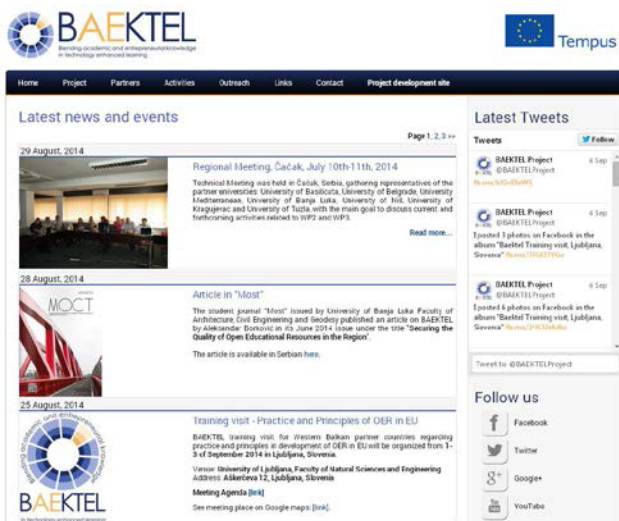 BAEKTEL
Blending academic and entrepreneurial knowledge
in technology enhanced learning
Tempus
Home Project Partners Activities Outreach Links Contact Project development site
Latest news and events
Page 1, 2, 3 >>
29 August, 2014
Regional Meeting, Čačak, July 10th-11th, 2014
Technical Meeting was held in Čačak, Serbia, gathering representatives of the
partner universities: University of Basilicata, University of Belgrade, University
Mediterranean, University of Banja Luka, University of Niš, University of
Kragujevac and University of Tuzla, with the main goal to discuss current and
forthcoming activities related to WP2 and WP3.
Read more...
28 August, 2014
МОСТ
Article in "Most"
The student journal "Most" issued by University of Banja Luka Faculty of
Architecture, Civil Engineering and Geodesy published an article on BAEKTEL
by Aleksandar Borković in its June 2014 issue under the title "Securing the
Quality of Open Educational Resources in the Region".
The article is available in Serbian here.
25 August, 2014
BAEKTEL
in technology enhanced learning
Training visit - Practice and Principles of OER in EU
BAEKTEL training visit for Western Balkan partner countries regarding
practice and principles in development of OER in EU will be organized from 1-
3 of September 2014 in Ljubljana, Slovenia.
Venue: University of Ljubljana, Faculty of Natural Sciences and Engineering
Address: Aškerčeva 12, Ljubljana, Slovenia
Meeting Agenda [link]
See meeting place on Google maps: [link].
Latest Tweets
Tweets Follow
BAEKTEL Project 6 Sep
@BAEKTELProject
BAEKTEL Project 6 Sep
@BAEKTELProject
I posted 3 photos on Facebook in the
album "Baektel Training visit, Ljubljana,
Slovenia"
BAEKTEL Project 6 Sep
@BAEKTELProject
I posted 6 photos on Facebook in the
album "Baektel Training visit, Ljubljana,
Slovenia"
Tweet to @BAEKTELProject
Follow us
Facebook
Twitter
Google+
YouTube